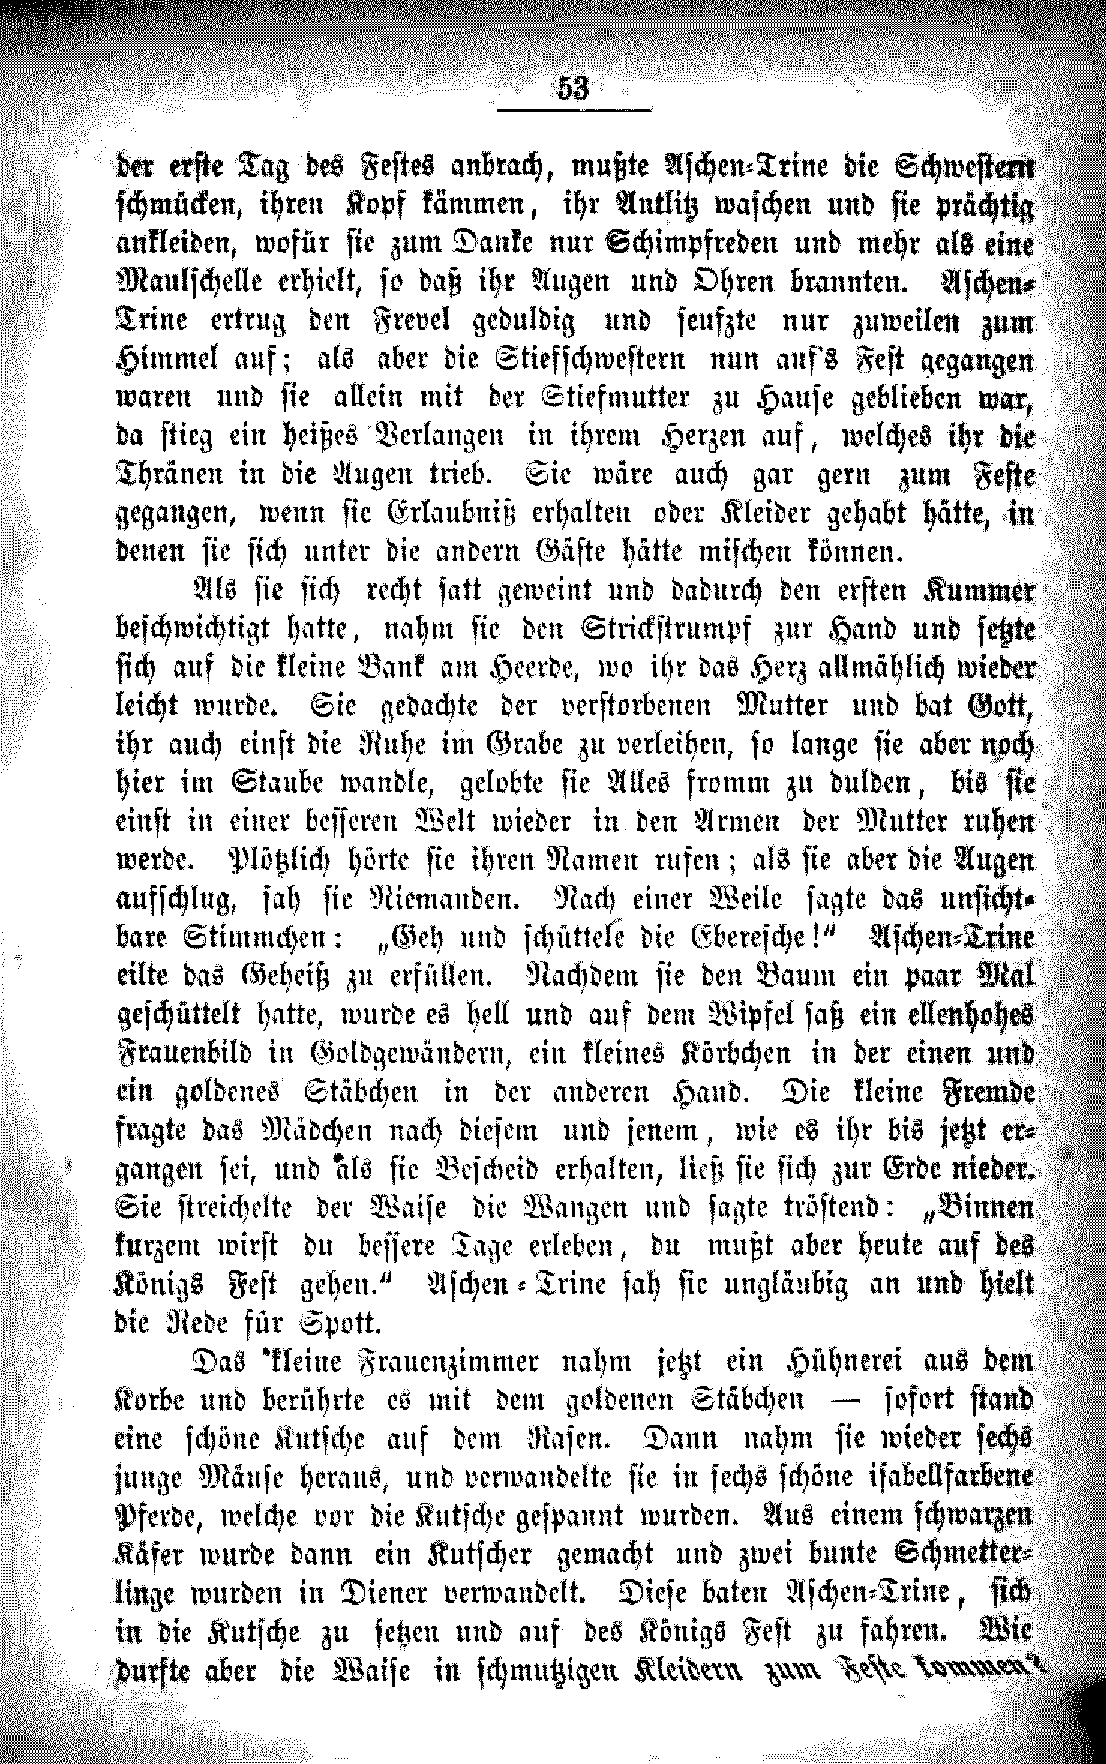 53
der erste Tag des Festes anbrach, mußte Aschen-Trine die Schwestern
schmücken, ihren Kopf kämmen, ihr Antlitz waschen und sie prächtig
ankleiden, wofür sie zum Danke nur Schimpfreden und mehr als eine
Maulschelle erhielt, so daß ihr Augen und Ohren brannten. Aschen-
Trine ertrug den Frevel geduldig und seufzte nur zuweilen zum
Himmel auf; als aber die Stiefschwestern nun auf's Fest gegangen
waren und sie allein mit der Stiefmutter zu Hause geblieben war,
da stieg ein heißes Verlangen in ihrem Herzen auf, welches ihr die
Thränen in die Augen trieb. Sie wäre auch gar gern zum Feste
gegangen, wenn sie Erlaubniß erhalten oder Kleider gehabt hätte, in
denen sie sich unter die andern Gäste hätte mischen können.
Als sie sich recht satt geweint und dadurch den ersten Kummer
beschwichtigt hatte, nahm sie den Strickstrumpf zur Hand und setzte
sich auf die kleine Bank am Heerde, wo ihr das Herz allmählich wieder
leicht wurde. Sie gedachte der verstorbenen Mutter und bat Gott,
ihr auch einst die Ruhe im Grabe zu verleihen, so lange sie aber noch
hier im Staube wandle, gelobte sie Alles fromm zu dulden, bis sie
einst in einer besseren Welt wieder in den Armen der Mutter ruhen
werde. Plötzlich hörte sie ihren Namen rufen; als sie aber die Augen
aufschlug, sah sie Niemanden. Nach einer Weile sagte das unsicht-
bare Stimmchen: „Geh und schüttele die Eberesche!“ Aschen-Trine
eilte das Geheiß zu erfüllen. Nachdem sie den Baum ein paar Mal
geschüttelt hatte, wurde es hell und auf dem Wipfel saß ein ellenhohes
Frauenbild in Goldgewändern, ein kleines Körbchen in der einen und
ein goldenes Stäbchen in der anderen Hand. Die kleine Fremde
fragte das Mädchen nach diesem und jenem, wie es ihr bis jetzt er-
gangen sei, und als sie Bescheid erhalten, ließ sie sich zur Erde nieder.
Sie streichelte der Waise die Wangen und sagte tröstend: „Binnen
kurzem wirst du bessere Tage erleben, du mußt aber heute auf des
Königs Fest gehen.“ Aschen-Trine sah sie ungläubig an und hielt
die Rede für Spott.
Das kleine Frauenzimmer nahm jetzt ein Hühnerei aus dem
Korbe und berührte es mit dem goldenen Stäbchen — sofort stand
eine schöne Kutsche auf dem Rasen. Dann nahm sie wieder sechs
junge Mäuse heraus, und verwandelte sie in sechs schöne isabellfarbene
Pferde, welche vor die Kutsche gespannt wurden. Aus einem schwarzen
Käfer wurde dann ein Kutscher gemacht und zwei bunte Schmetter-
linge wurden in Diener verwandelt. Diese baten Aschen-Trine, sich
in die Kutsche zu setzen und auf des Königs Fest zu fahren. Wie
durfte aber die Waise in schmutzigen Kleidern zum Feste kommen?